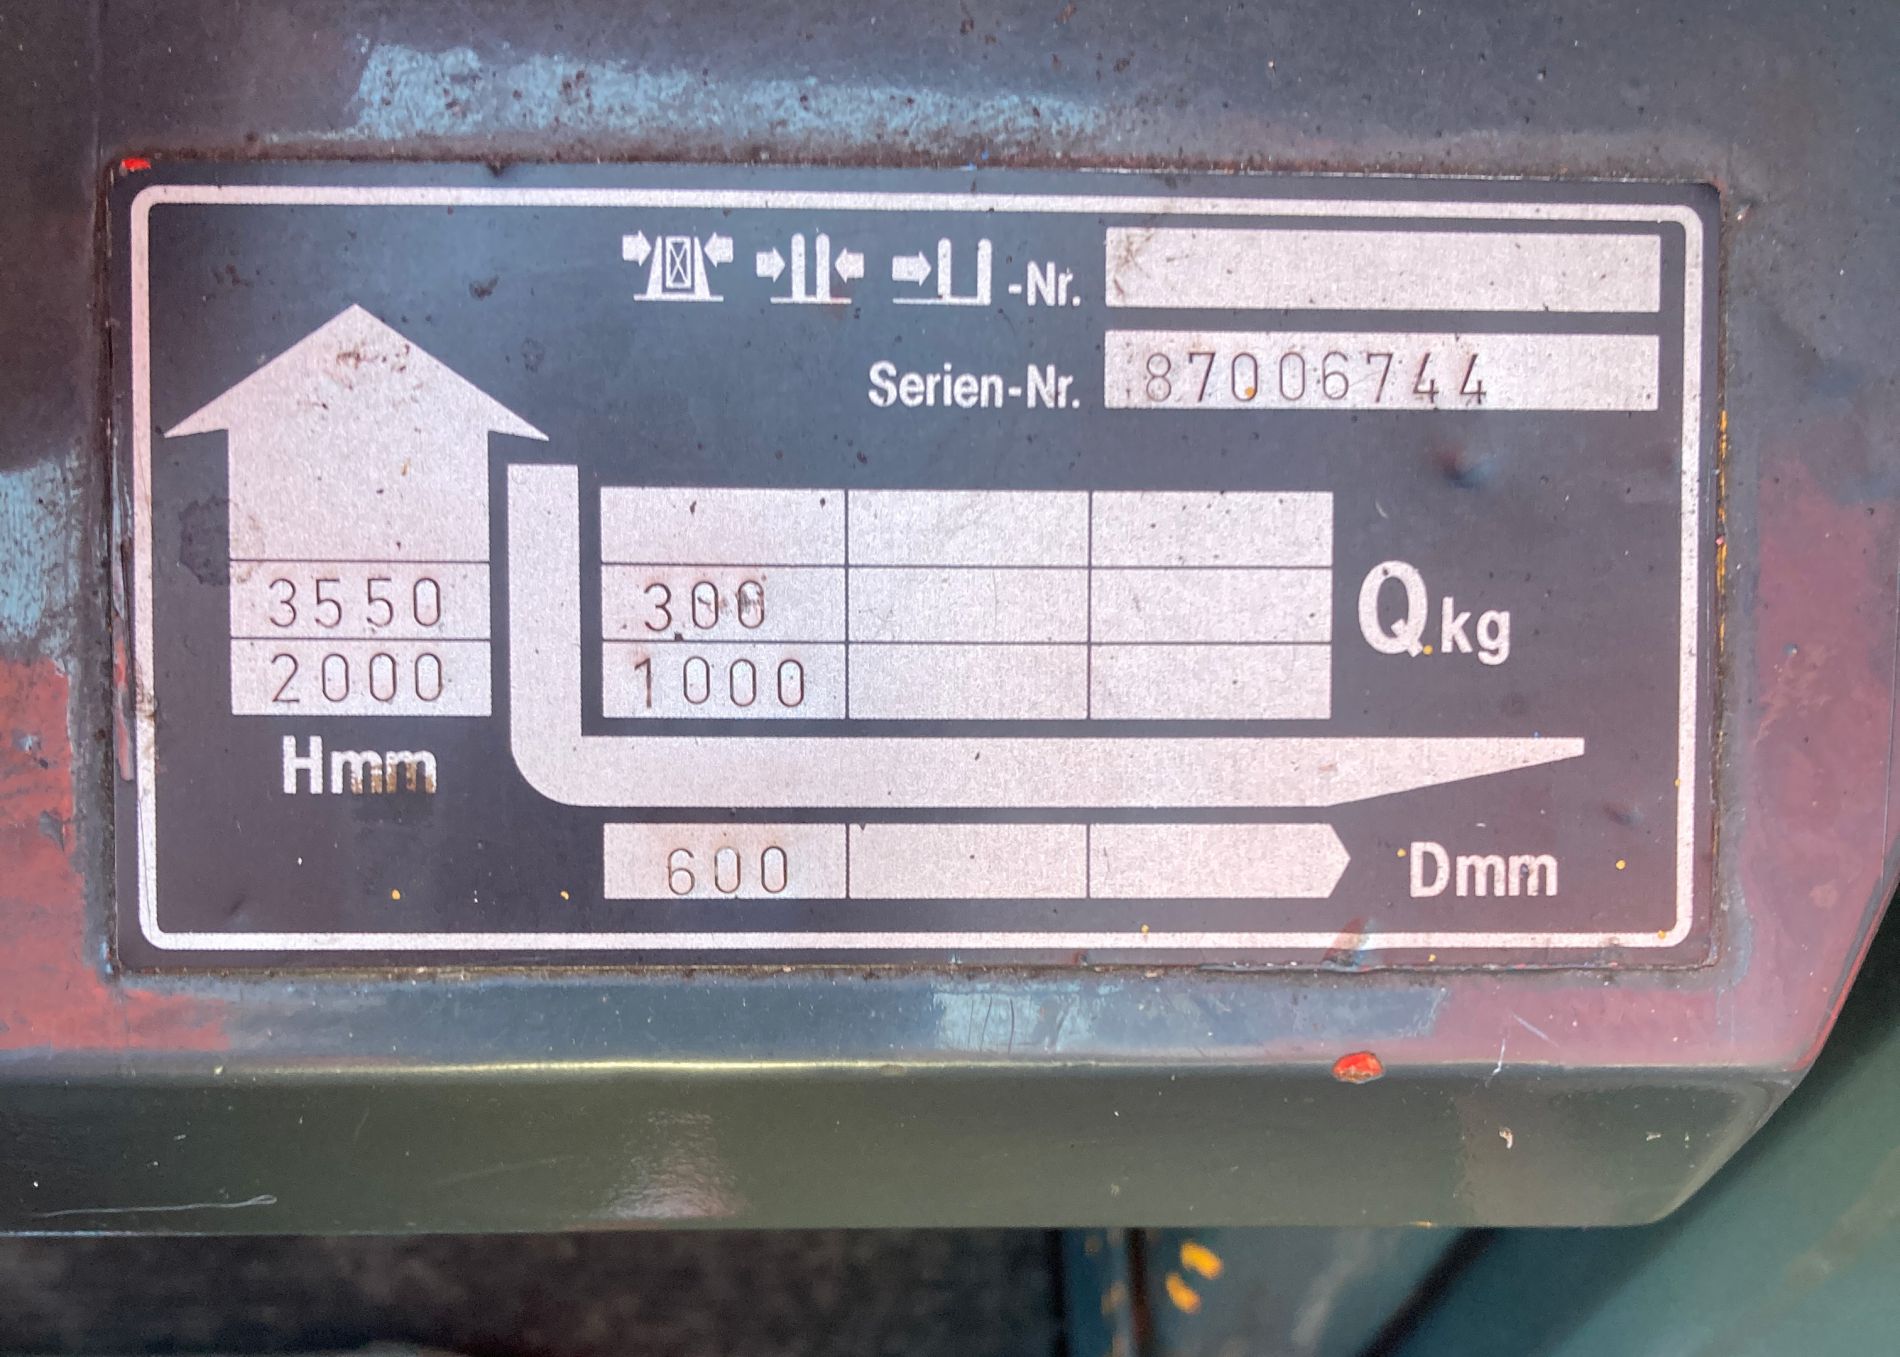 -Nr.
Serien-Nr. 87006744
3550 300
2000 1000
Q kg
Hmm
600 Dmm